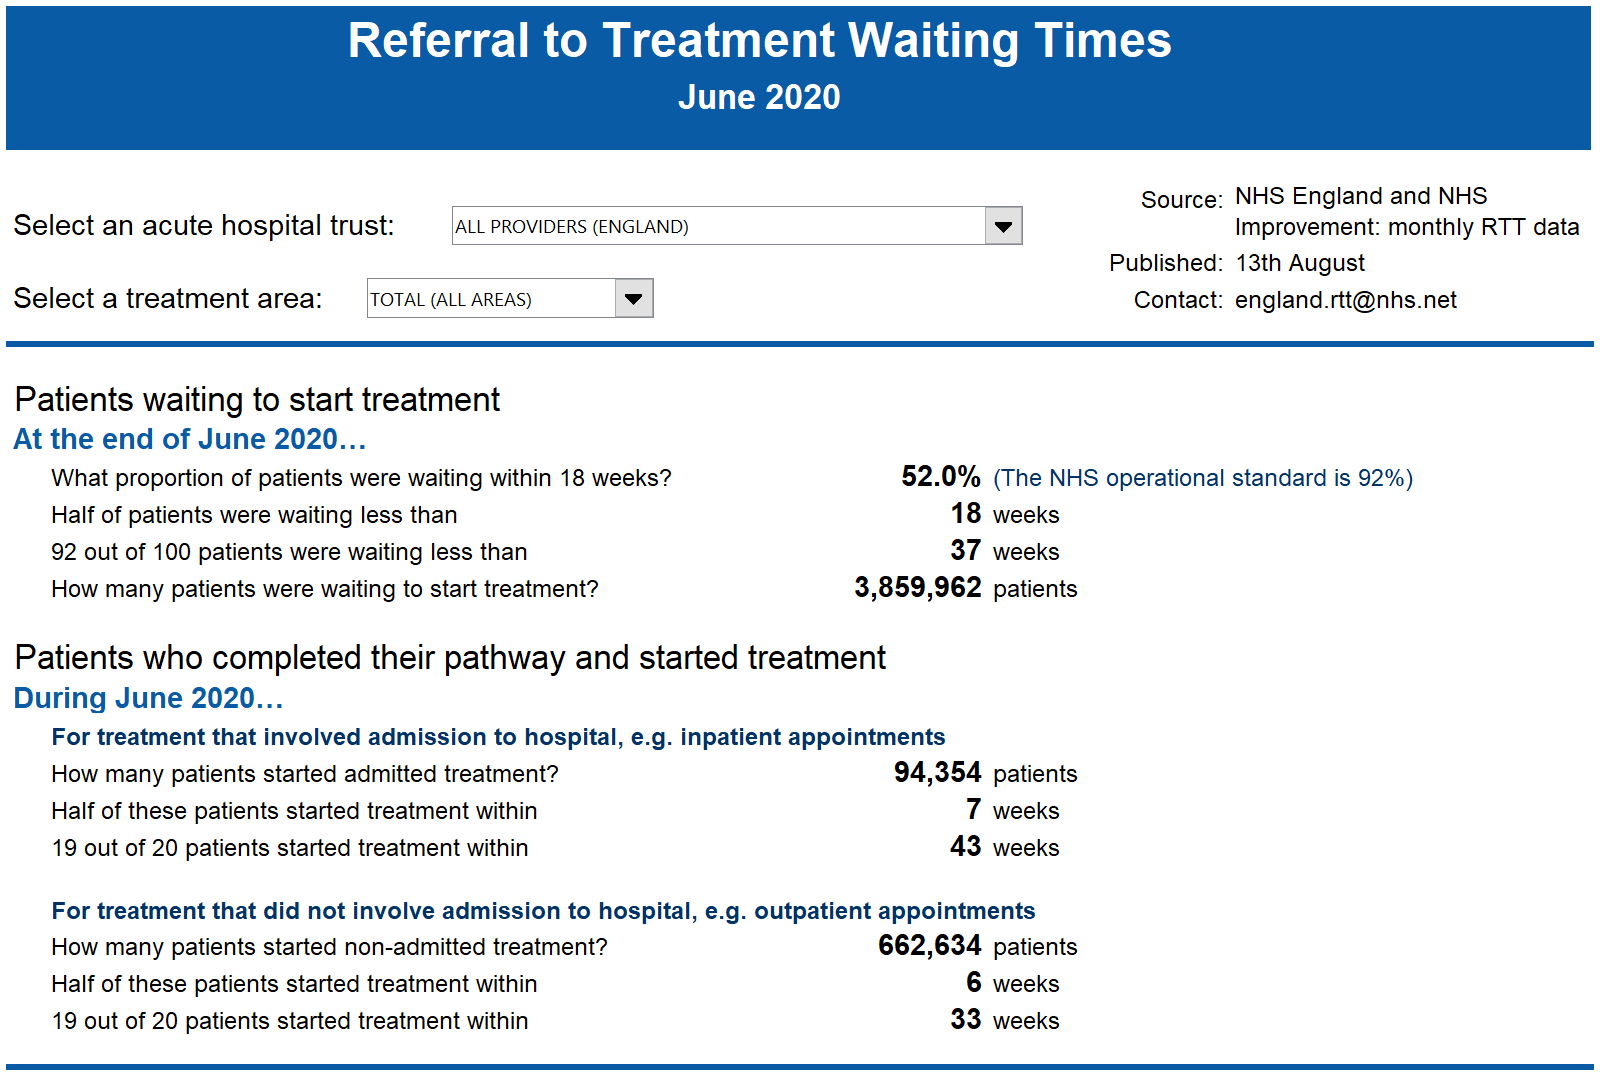 Referral to Treatment Waiting Times
June 2020
Select an acute hospital trust: ALL PROVIDERS (ENGLAND)
Select a treatment area: TOTAL (ALL AREAS)
Source: NHS England and NHS
Improvement: monthly RTT data
Published: 13th August
Contact: england.rtt@nhs.net
Patients waiting to start treatment
At the end of June 2020…
What proportion of patients were waiting within 18 weeks? 52.0% (The NHS operational standard is 92%)
Half of patients were waiting less than 18 weeks
92 out of 100 patients were waiting less than 37 weeks
How many patients were waiting to start treatment? 3,859,962 patients
Patients who completed their pathway and started treatment
During June 2020…
For treatment that involved admission to hospital, e.g. inpatient appointments
How many patients started admitted treatment? 94,354 patients
Half of these patients started treatment within 7 weeks
19 out of 20 patients started treatment within 43 weeks
For treatment that did not involve admission to hospital, e.g. outpatient appointments
How many patients started non-admitted treatment? 662,634 patients
Half of these patients started treatment within 6 weeks
19 out of 20 patients started treatment within 33 weeks